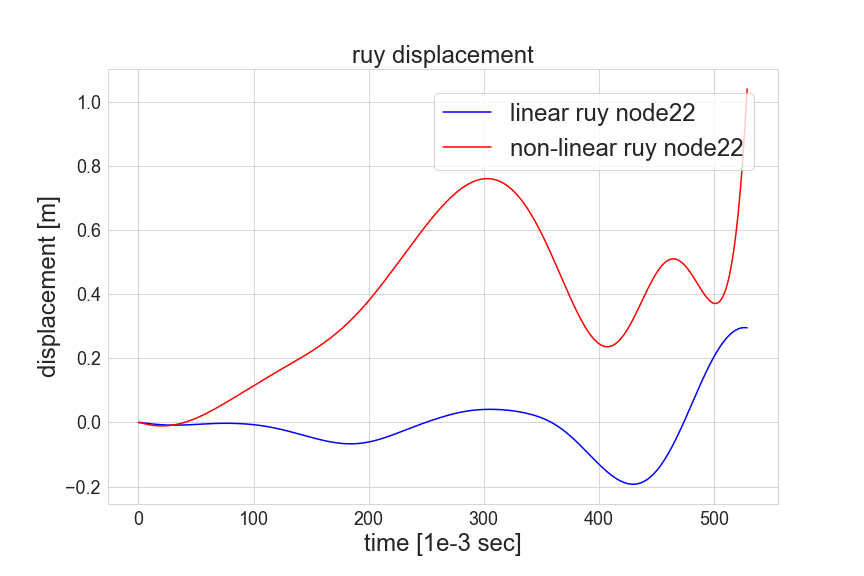 ruy displacement
linear ruy node22
non-linear ruy node22
displacement [m]
1.0
0.8
0.6
0.4
0.2
0.0
−0.2
0 100 200 300 400 500
time [1e-3 sec]